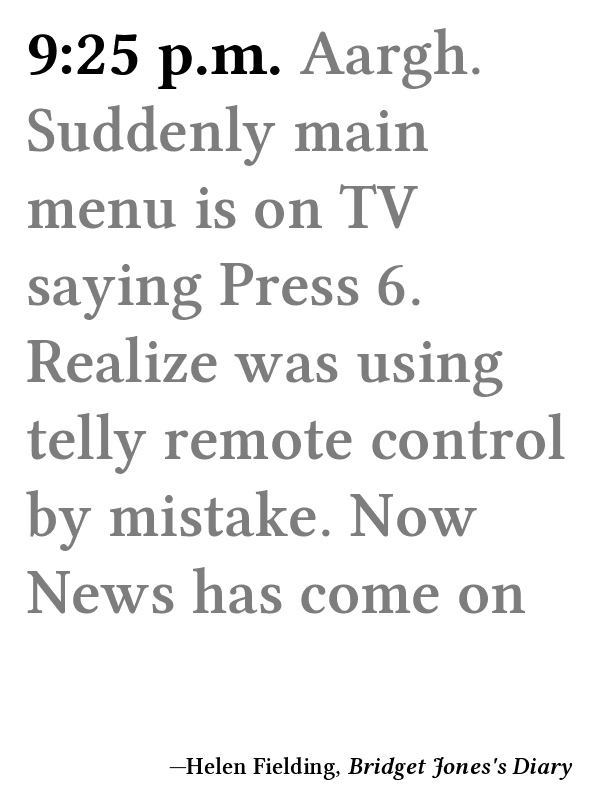 9:25 p.m. Aargh.
Suddenly main
menu is on TV
saying Press 6.
Realize was using
telly remote control
by mistake. Now
News has come on
—Helen Fielding, Bridget Jones's Diary